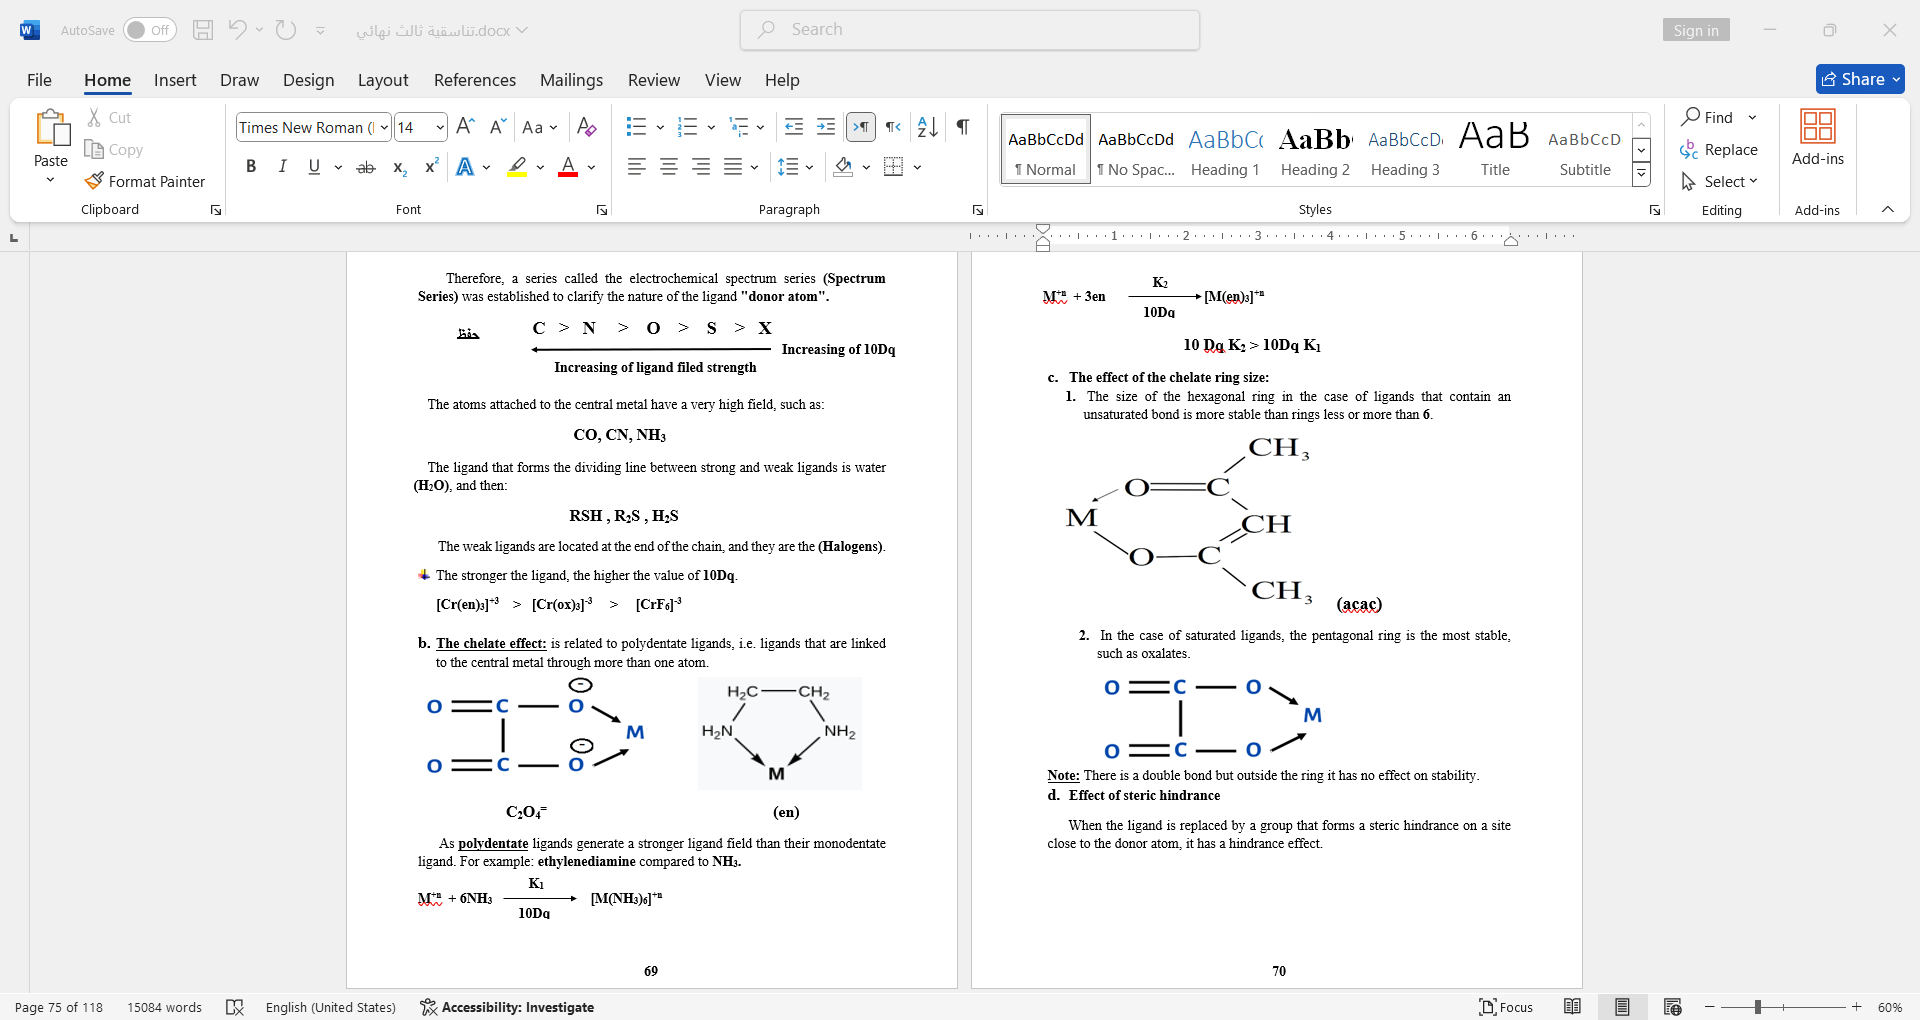 AutoSave Off تناسقية ثالث نهائي.docx Search Sign in
File Home Insert Draw Design Layout References Mailings Review View Help Share
Paste Cut Copy Format Painter Clipboard
Times New Roman ( 14 Aa
B I U ab x₂ x² A A
Font
Paragraph
AaBbCcDd AaBbCcDd AaBbCc AaBb AaBbCcD AaB AaBbCcD
¶ Normal ¶ No Spac... Heading 1 Heading 2 Heading 3 Title Subtitle
Styles
Find Replace Select Editing
Add-ins
Add-ins
1 2 3 4 5 6
Therefore, a series called the electrochemical spectrum series (Spectrum
Series) was established to clarify the nature of the ligand "donor atom".
حفظ C > N > O > S > X
Increasing of 10Dq
Increasing of ligand filed strength
The atoms attached to the central metal have a very high field, such as:
CO, CN, NH₃
The ligand that forms the dividing line between strong and weak ligands is water
(H₂O), and then:
RSH , R₂S , H₂S
The weak ligands are located at the end of the chain, and they are the (Halogens).
The stronger the ligand, the higher the value of 10Dq.
[Cr(en)₃]⁺³ > [Cr(ox)₃]⁻³ > [CrF₆]⁻³
b. The chelate effect: is related to polydentate ligands, i.e. ligands that are linked
to the central metal through more than one atom.
O C O M
O C O
H₂C CH₂
H₂N NH₂
M
C₂O₄⁼ (en)
As polydentate ligands generate a stronger ligand field than their monodentate
ligand. For example: ethylenediamine compared to NH₃.
K₁
M⁺ⁿ + 6NH₃ [M(NH₃)₆]⁺ⁿ
10Dq
69
K₂
M⁺ⁿ + 3en [M(en)₃]⁺ⁿ
10Dq
10 Dq K₂ > 10Dq K₁
c. The effect of the chelate ring size:
1. The size of the hexagonal ring in the case of ligands that contain an
unsaturated bond is more stable than rings less or more than 6.
CH₃
O C
M CH
O C
CH₃ (acac)
2. In the case of saturated ligands, the pentagonal ring is the most stable,
such as oxalates.
O C O
M
O C O
Note: There is a double bond but outside the ring it has no effect on stability.
d. Effect of steric hindrance
When the ligand is replaced by a group that forms a steric hindrance on a site
close to the donor atom, it has a hindrance effect.
70
Page 75 of 118 15084 words English (United States) Accessibility: Investigate Focus 60%